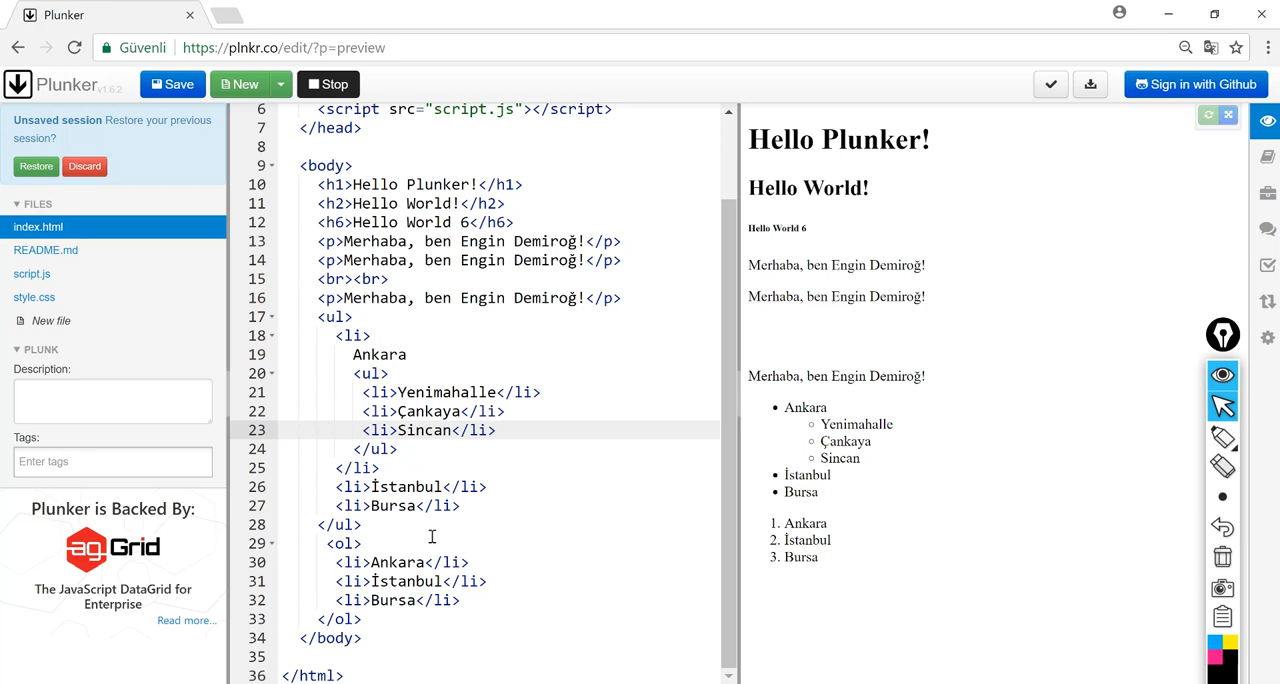 Plunker
Güvenli
https://plnkr.co/edit/?p=preview
Plunker v1.6.2
Save
New
Stop
Sign in with Github
Unsaved session Restore your previous
session?
Restore Discard
FILES
index.html
README.md
script.js
style.css
New file
PLUNK
Description:
Tags:
Enter tags
Plunker is Backed By:
ag Grid
The JavaScript DataGrid for
Enterprise
Read more...
6 <script src="script.js"></script>
7 </head>
8
9 <body>
10 <h1>Hello Plunker!</h1>
11 <h2>Hello World!</h2>
12 <h6>Hello World 6</h6>
13 <p>Merhaba, ben Engin Demiroğ!</p>
14 <p>Merhaba, ben Engin Demiroğ!</p>
15 <br><br>
16 <p>Merhaba, ben Engin Demiroğ!</p>
17 <ul>
18 <li>
19 Ankara
20 <ul>
21 <li>Yenimahalle</li>
22 <li>Çankaya</li>
23 <li>Sincan</li>
24 </ul>
25 </li>
26 <li>İstanbul</li>
27 <li>Bursa</li>
28 </ul>
29 <ol>
30 <li>Ankara</li>
31 <li>İstanbul</li>
32 <li>Bursa</li>
33 </ol>
34 </body>
35
36 </html>
Hello Plunker!
Hello World!
Hello World 6
Merhaba, ben Engin Demiroğ!
Merhaba, ben Engin Demiroğ!
Merhaba, ben Engin Demiroğ!
• Ankara
◦ Yenimahalle
◦ Çankaya
◦ Sincan
• İstanbul
• Bursa
1. Ankara
2. İstanbul
3. Bursa